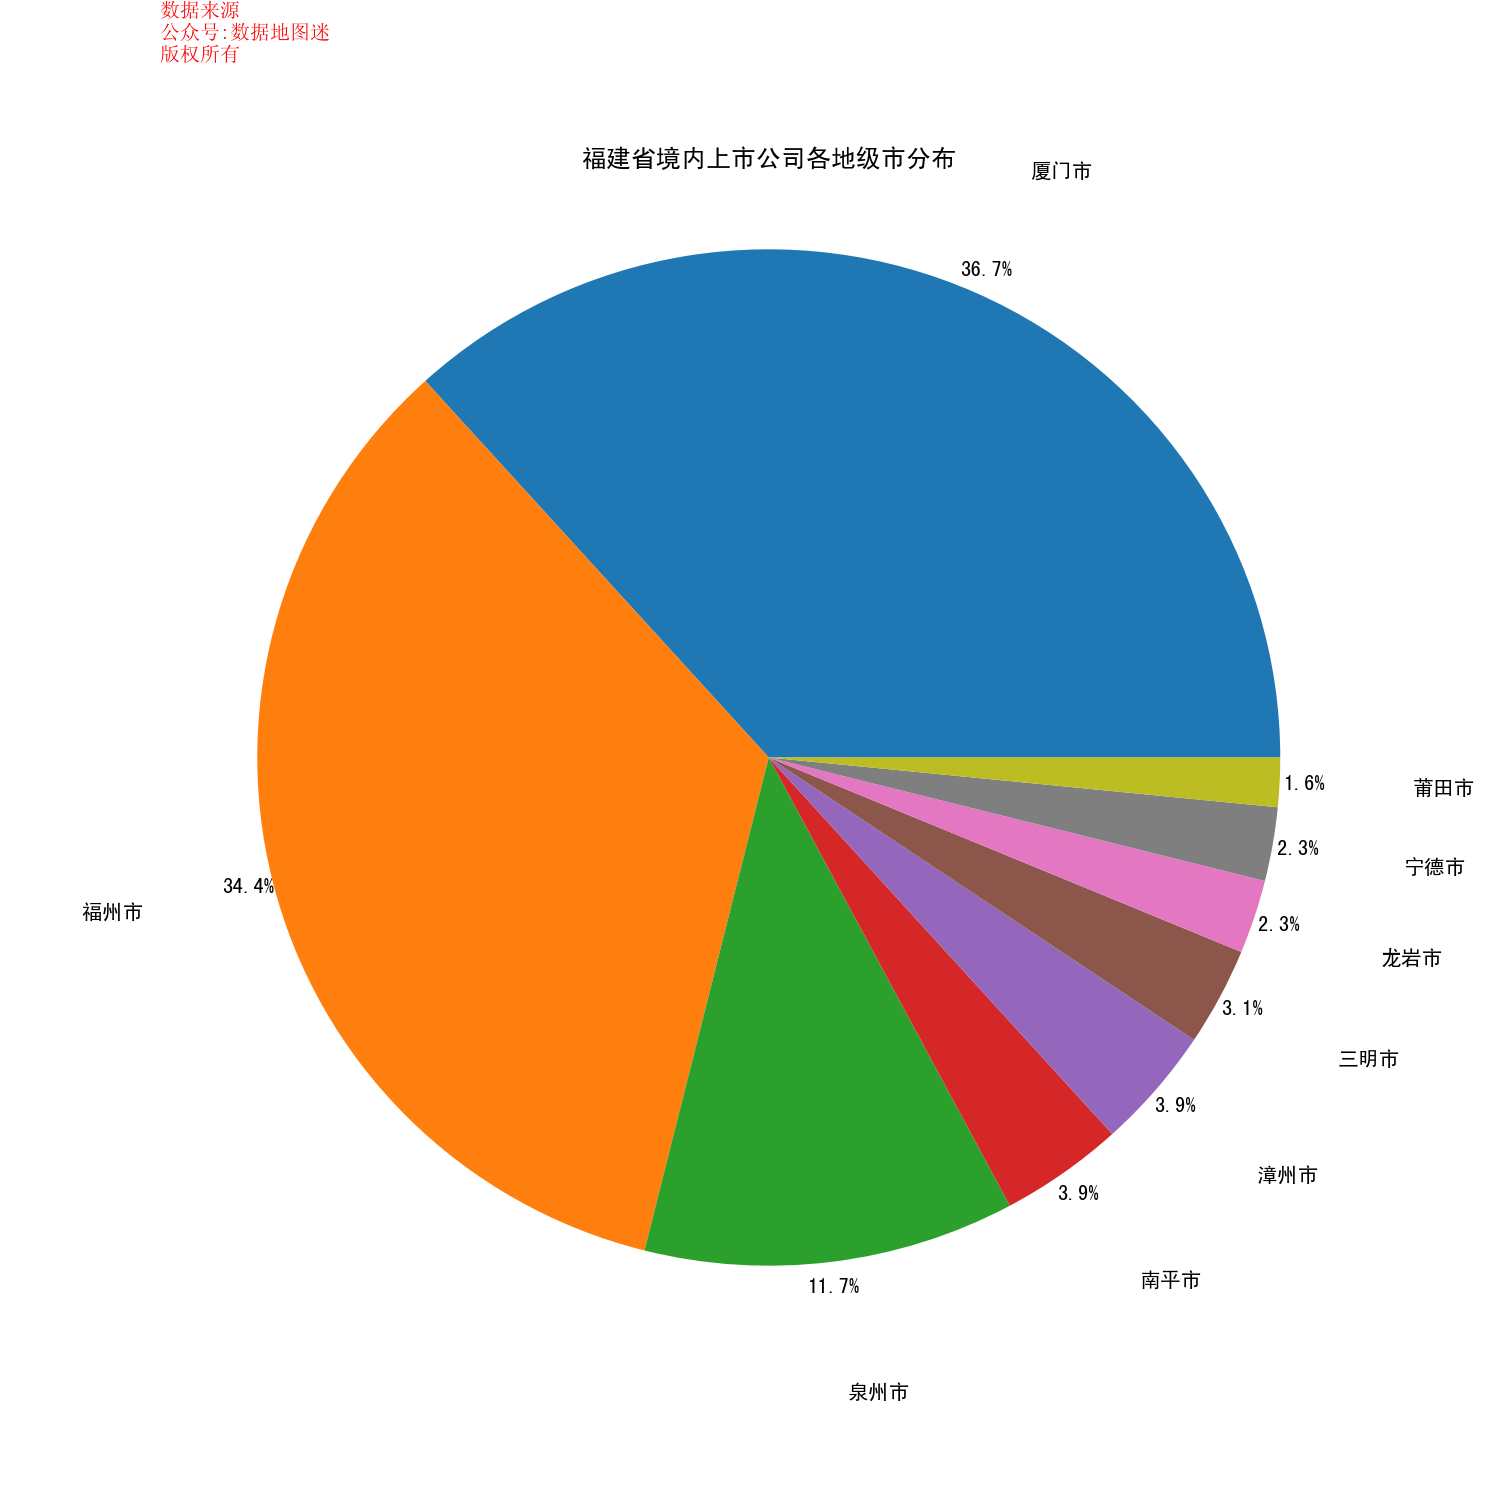 数据来源
公众号:数据地图迷
版权所有
福建省境内上市公司各地级市分布
厦门市
36.7%
34.4%
福州市
1.6%
莆田市
2.3%
宁德市
2.3%
龙岩市
3.1%
三明市
3.9%
漳州市
3.9%
南平市
11.7%
泉州市